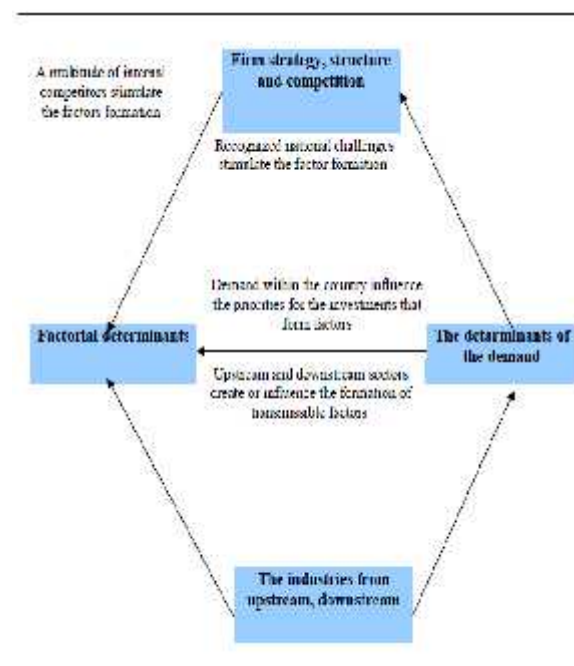 Firm strategy, structure
and competition
A multitude of internal
competitors stimulate
the factors formation
Recognized national challenges
stimulate the factor formation
Demand within the country influence
the priorities for the investments that
form factors
Factorial determinants
The determinants of
the demand
Upstream and downstream sectors
create or influence the formation of
factors
The industries from
upstream, downstream